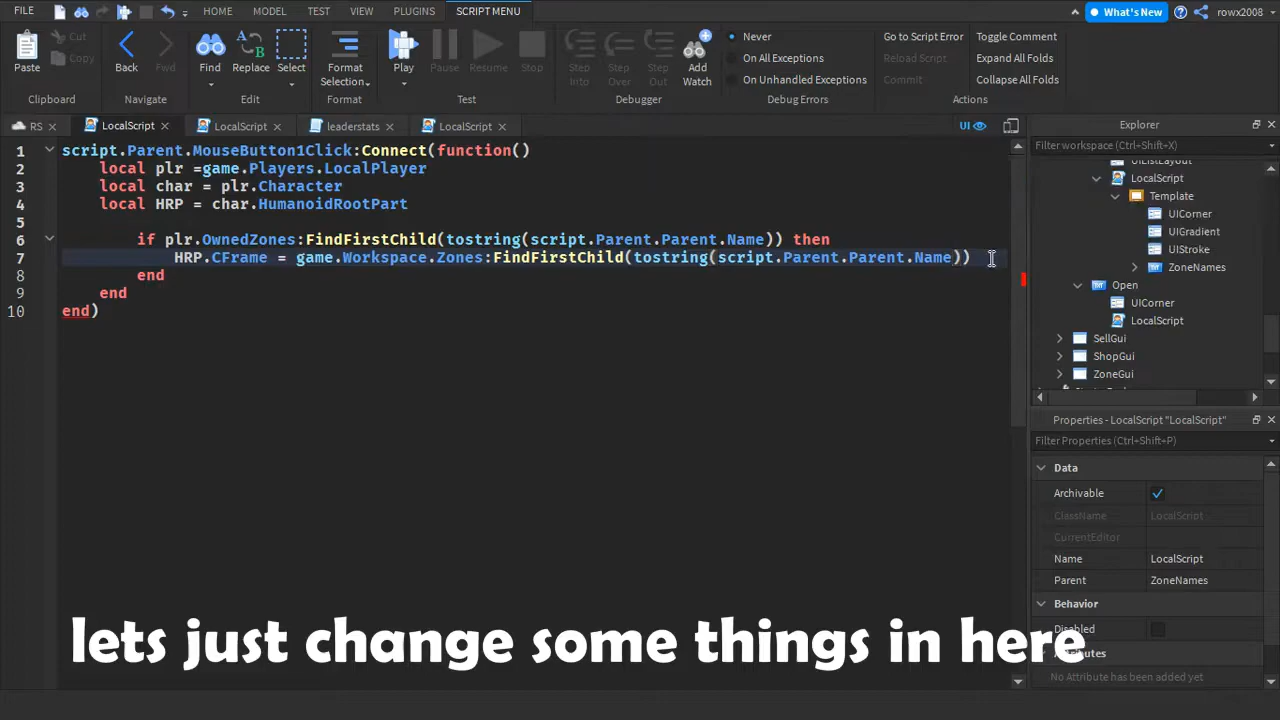 FILE HOME MODEL TEST VIEW PLUGINS SCRIPT MENU What's New rowx2008
Paste Cut Copy Back Fwd Find Replace Select Format Selection Play Pause Resume Stop Step Into Step Over Step Out Add Watch
Never
On All Exceptions
On Unhandled Exceptions
Go to Script Error
Reload Script
Commit
Toggle Comment
Expand All Folds
Collapse All Folds
Clipboard Navigate Edit Format Test Debugger Debug Errors Actions
RS LocalScript LocalScript leaderstats LocalScript UI
1 script.Parent.MouseButton1Click:Connect(function()
2 local plr =game.Players.LocalPlayer
3 local char = plr.Character
4 local HRP = char.HumanoidRootPart
5
6 if plr.OwnedZones:FindFirstChild(tostring(script.Parent.Parent.Name)) then
7 HRP.CFrame = game.Workspace.Zones:FindFirstChild(tostring(script.Parent.Parent.Name))
8 end
9 end
10 end)
Explorer
Filter workspace (Ctrl+Shift+X)
UIListLayout
LocalScript
Template
UICorner
UIGradient
UIStroke
ZoneNames
Open
UICorner
LocalScript
SellGui
ShopGui
ZoneGui
Properties - LocalScript "LocalScript"
Filter Properties (Ctrl+Shift+P)
Data
Archivable
ClassName LocalScript
CurrentEditor
Name LocalScript
Parent ZoneNames
Behavior
Disabled
Attributes
No Attribute has been added yet
lets just change some things in here